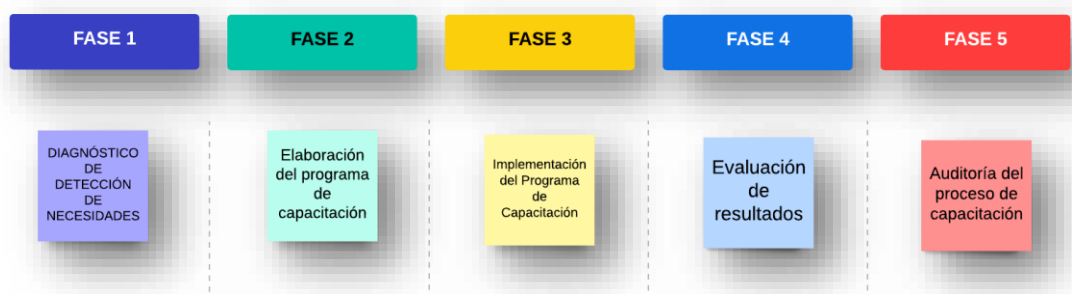 FASE 1
FASE 2
FASE 3
FASE 4
FASE 5
DIAGNÓSTICO
DE
DETECCIÓN
DE
NECESIDADES
Elaboración
del programa
de
capacitación
Implementación
del Programa
de
Capacitación
Evaluación
de
resultados
Auditoría del
proceso de
capacitación